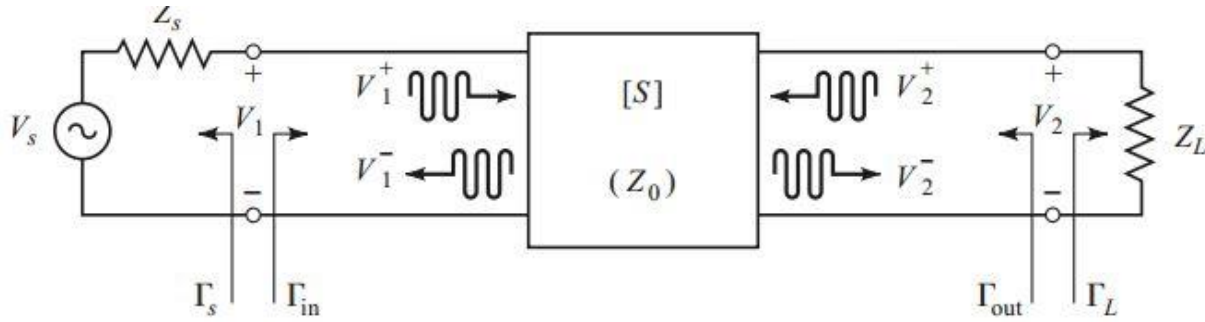 Z_s
+ V_1^+ [S] V_2^+ +
V_s V_1 V_2 Z_L
V_1^- (Z_0) V_2^-
− −
Γ_s Γ_in Γ_out Γ_L